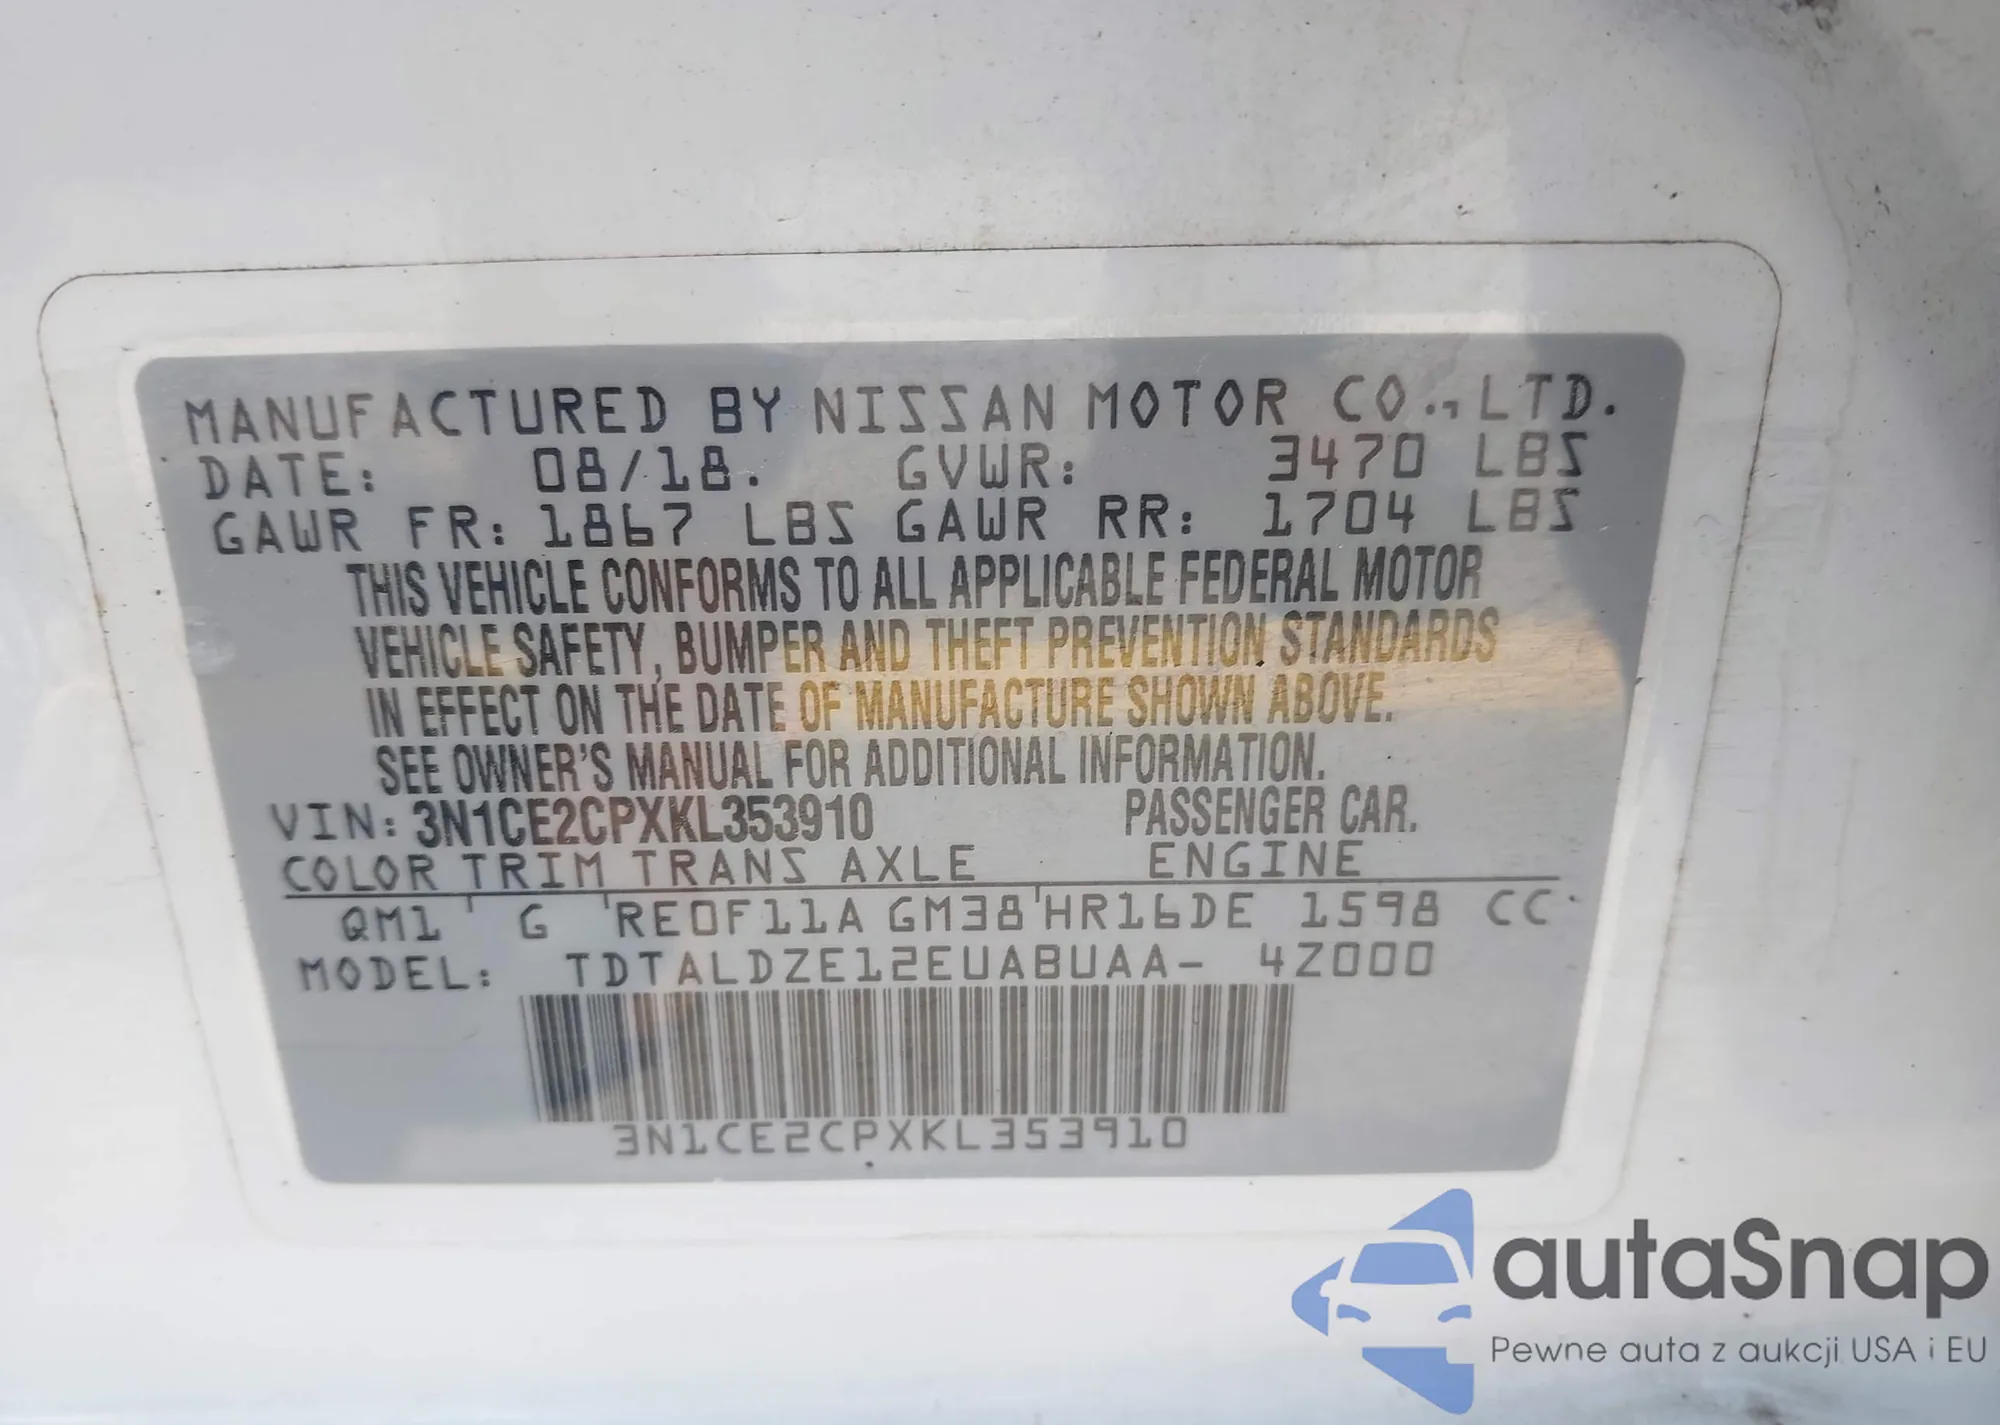 MANUFACTURED BY NISSAN MOTOR CO., LTD.
DATE: 08/18. GVWR: 3470 LBS
GAWR FR: 1867 LBS GAWR RR: 1704 LBS
THIS VEHICLE CONFORMS TO ALL APPLICABLE FEDERAL MOTOR
VEHICLE SAFETY, BUMPER AND THEFT PREVENTION STANDARDS
IN EFFECT ON THE DATE OF MANUFACTURE SHOWN ABOVE.
SEE OWNER'S MANUAL FOR ADDITIONAL INFORMATION.
VIN: 3N1CE2CPXKL353910 PASSENGER CAR.
COLOR TRIM TRANS AXLE ENGINE
QM1 G RE0F11A GM38 HR16DE 1598 CC
MODEL: TDTALDZE12EUABUAA- 4Z000
3N1CE2CPXKL353910
autaSnap
Pewne auta z aukcji USA i EU